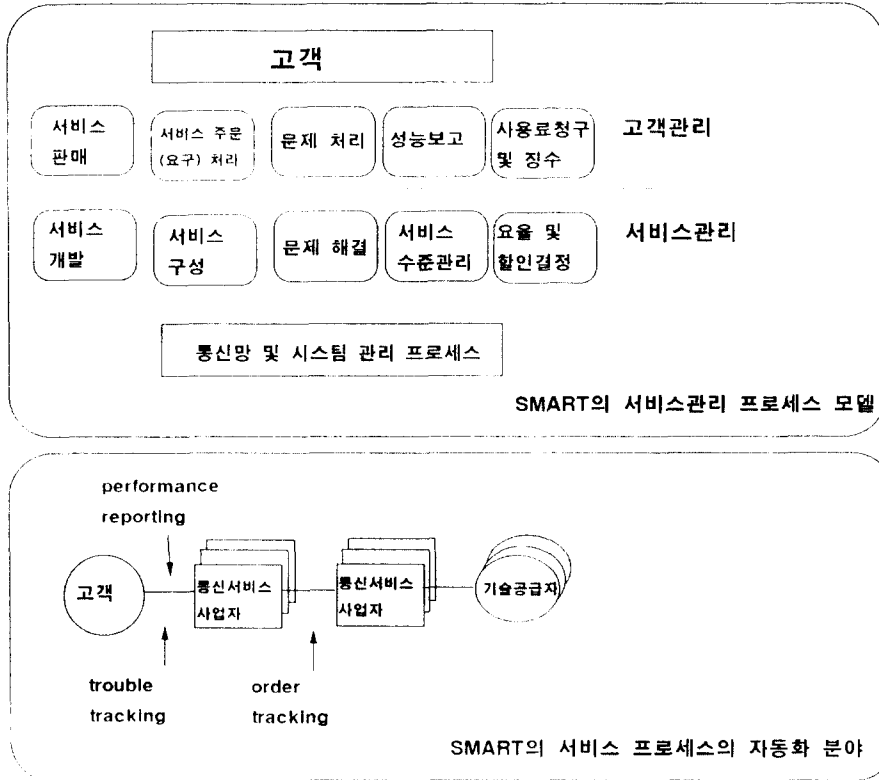 고객
서비스
판매
서비스 주문
(요구) 처리
문제 처리
성능보고
사용료청구
및 징수
고객관리
서비스
개발
서비스
구성
문제 해결
서비스
수준관리
요율 및
할인결정
서비스관리
통신망 및 시스팀 관리 프로세스
SMART의 서비스관리 프로세스 모델
performance
reporting
고객
통신서비스
사업자
통신서비스
사업자
기술공급자
trouble
tracking
order
tracking
SMART의 서비스 프로세스의 자동화 분야